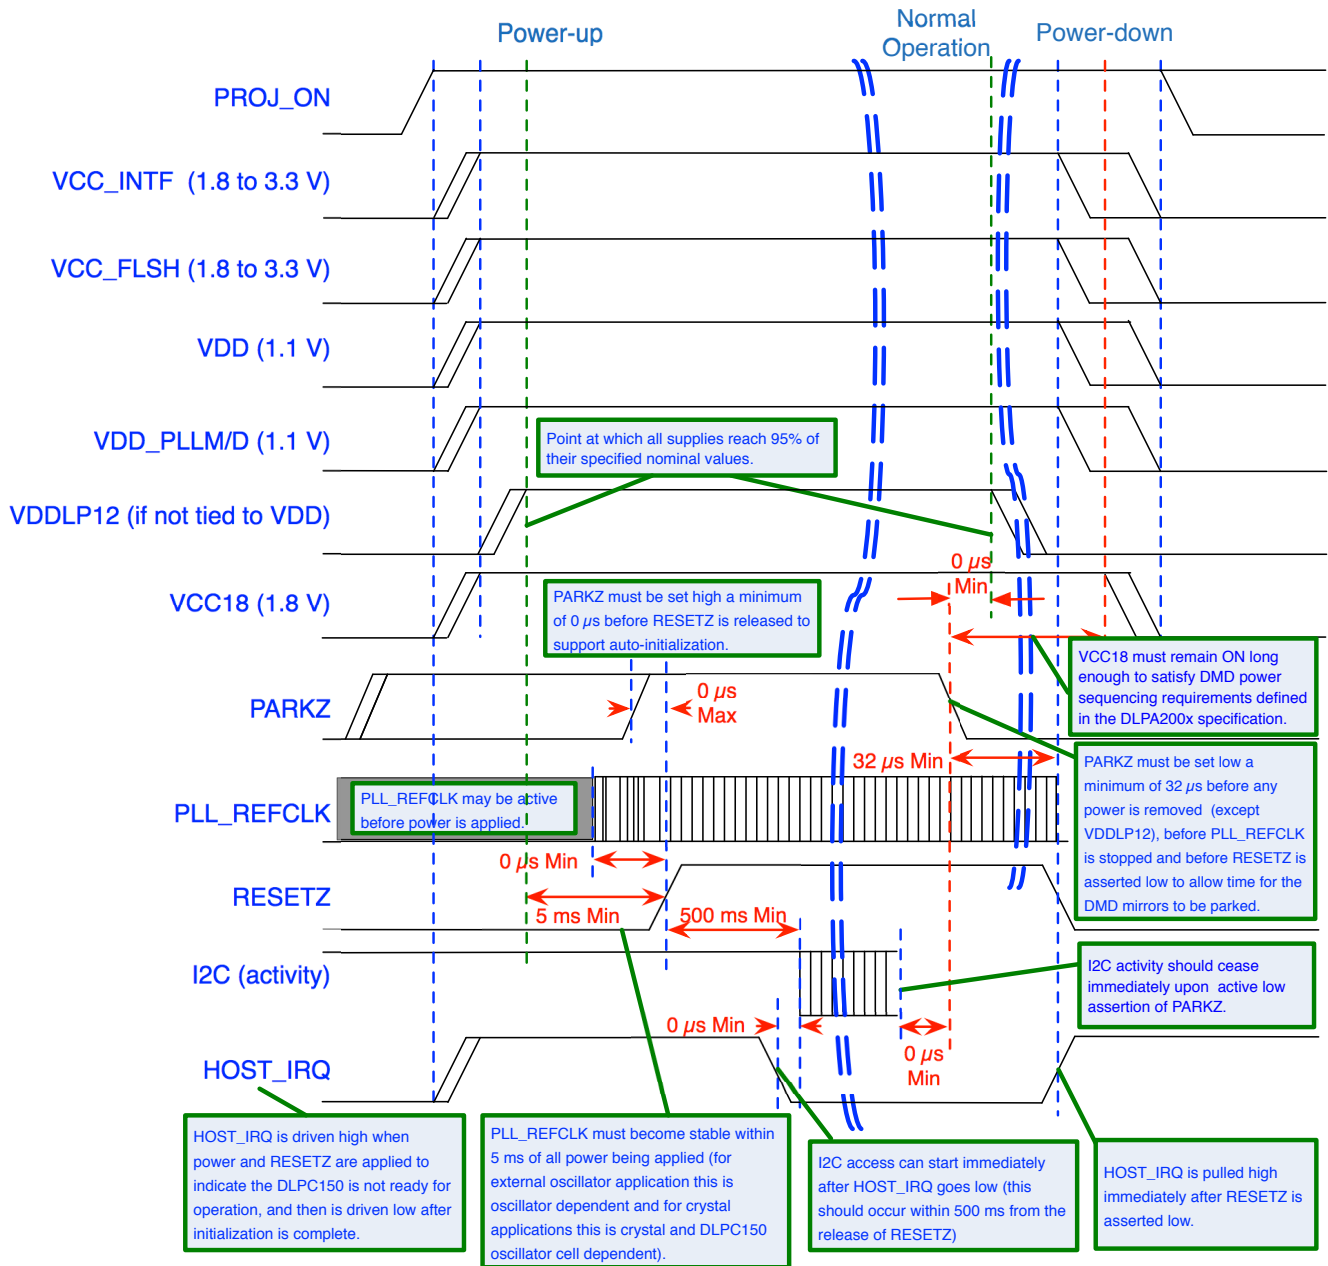 Power-up
Normal
Operation
Power-down
PROJ_ON
VCC_INTF (1.8 to 3.3 V)
VCC_FLSH (1.8 to 3.3 V)
VDD (1.1 V)
VDD_PLLM/D (1.1 V)
Point at which all supplies reach 95% of
their specified nominal values.
VDDLP12 (if not tied to VDD)
0 µs
Min
VCC18 (1.8 V)
PARKZ must be set high a minimum
of 0 µs before RESETZ is released to
support auto-initialization.
VCC18 must remain ON long
enough to satisfy DMD power
sequencing requirements defined
in the DLPA200x specification.
PARKZ
0 µs
Max
32 µs Min
PARKZ must be set low a
minimum of 32 µs before any
power is removed (except
VDDLP12), before PLL_REFCLK
is stopped and before RESETZ is
asserted low to allow time for the
DMD mirrors to be parked.
PLL_REFCLK
PLL_REFCLK may be active
before power is applied.
0 µs Min
RESETZ
5 ms Min
500 ms Min
I2C (activity)
I2C activity should cease
immediately upon active low
assertion of PARKZ.
0 µs Min
0 µs
Min
HOST_IRQ
HOST_IRQ is driven high when
power and RESETZ are applied to
indicate the DLPC150 is not ready for
operation, and then is driven low after
initialization is complete.
PLL_REFCLK must become stable within
5 ms of all power being applied (for
external oscillator application this is
oscillator dependent and for crystal
applications this is crystal and DLPC150
oscillator cell dependent).
I2C access can start immediately
after HOST_IRQ goes low (this
should occur within 500 ms from the
release of RESETZ)
HOST_IRQ is pulled high
immediately after RESETZ is
asserted low.